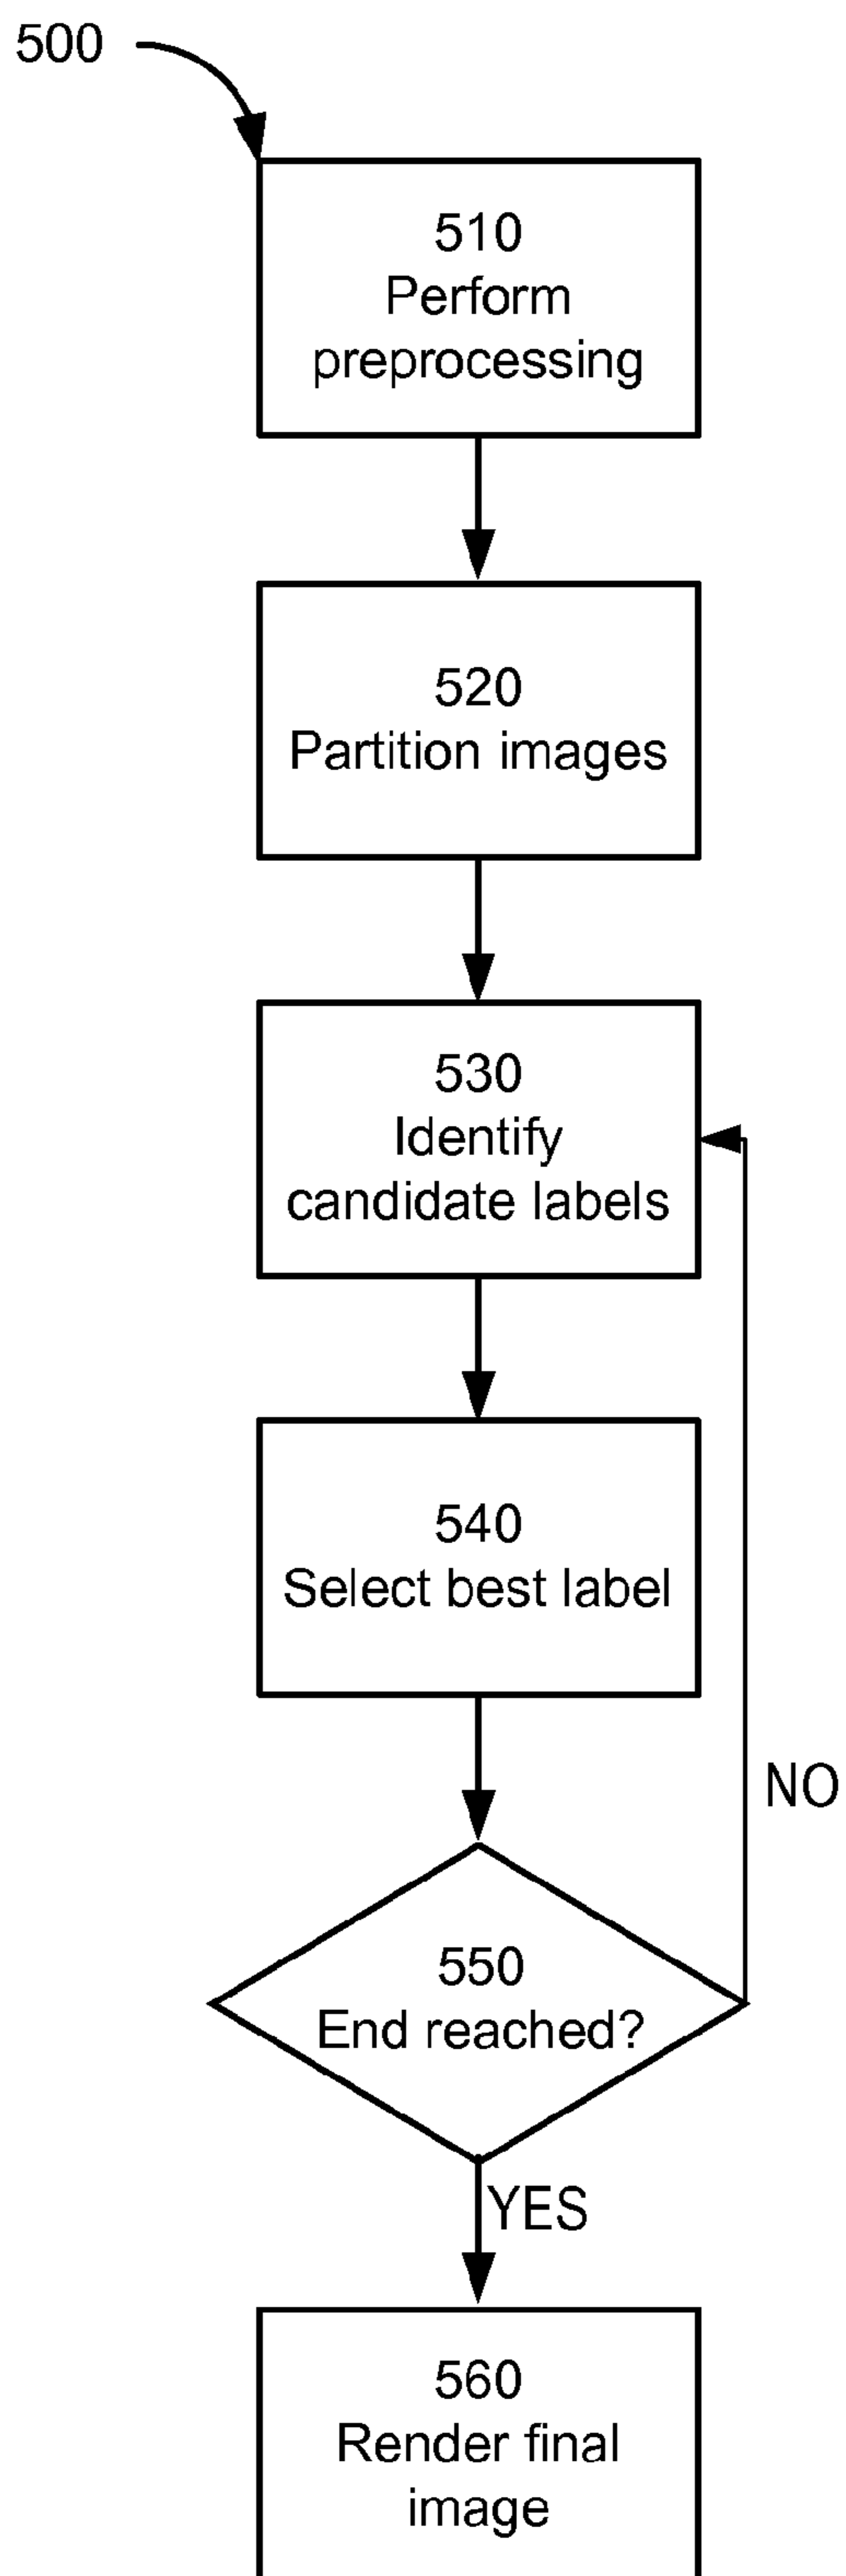 500
510
Perform
preprocessing
520
Partition images
530
Identify
candidate labels
540
Select best label
NO
550
End reached?
YES
560
Render final
image